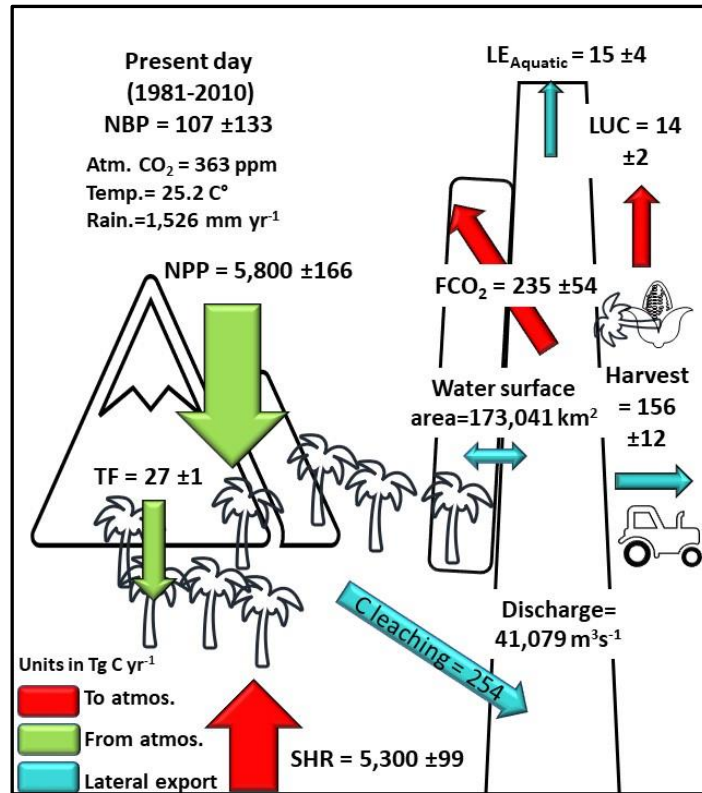 Present day
(1981-2010)
NBP = 107 ±133
Atm. CO₂ = 363 ppm
Temp.= 25.2 C°
Rain.=1,526 mm yr⁻¹
NPP = 5,800 ±166
TF = 27 ±1
LE_Aquatic = 15 ±4
LUC = 14
±2
FCO₂ = 235 ±54
Water surface
area=173,041 km²
Harvest
= 156
±12
C leaching = 254
Discharge=
41,079 m³s⁻¹
Units in Tg C yr⁻¹
To atmos.
From atmos.
Lateral export
SHR = 5,300 ±99